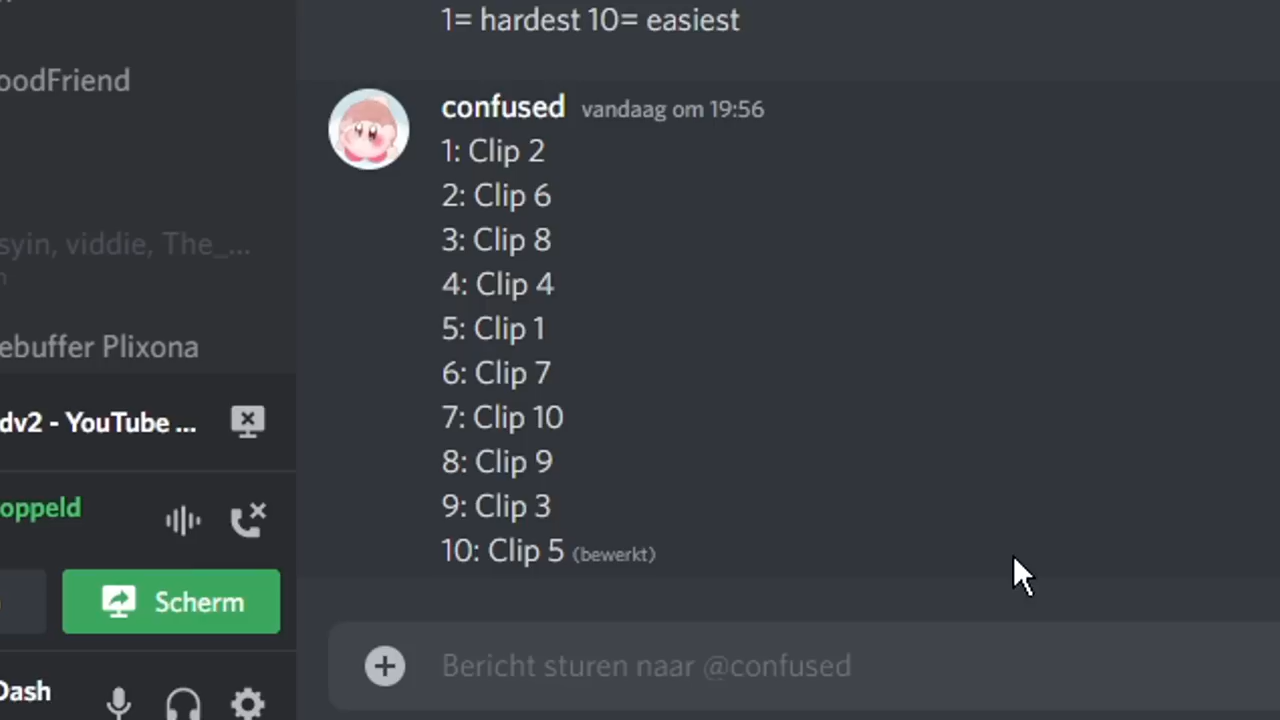 1= hardest 10= easiest
oodFriend
confused vandaag om 19:56
1: Clip 2
2: Clip 6
3: Clip 8
4: Clip 4
5: Clip 1
6: Clip 7
7: Clip 10
8: Clip 9
9: Clip 3
10: Clip 5 (bewerkt)
syin, viddie, The_...
ebuffer Plixona
dv2 - YouTube ...
oppeld
Scherm
Dash
Bericht sturen naar @confused